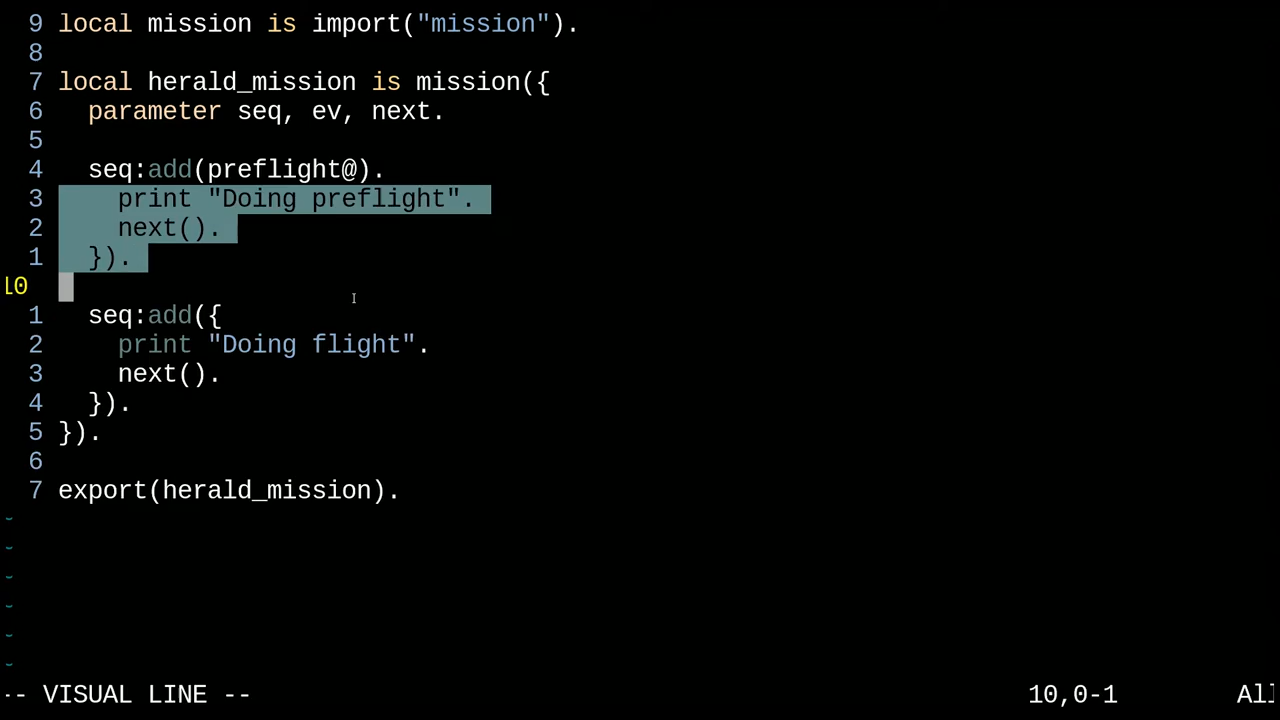 9 local mission is import("mission").
8
7 local herald_mission is mission({
6   parameter seq, ev, next.
5
4   seq:add(preflight@).
3     print "Doing preflight".
2     next().
1   }).
10
1   seq:add({
2     print "Doing flight".
3     next().
4   }).
5 }).
6
7 export(herald_mission).
~
~
~
~
~
~
-- VISUAL LINE -- 10,0-1 All